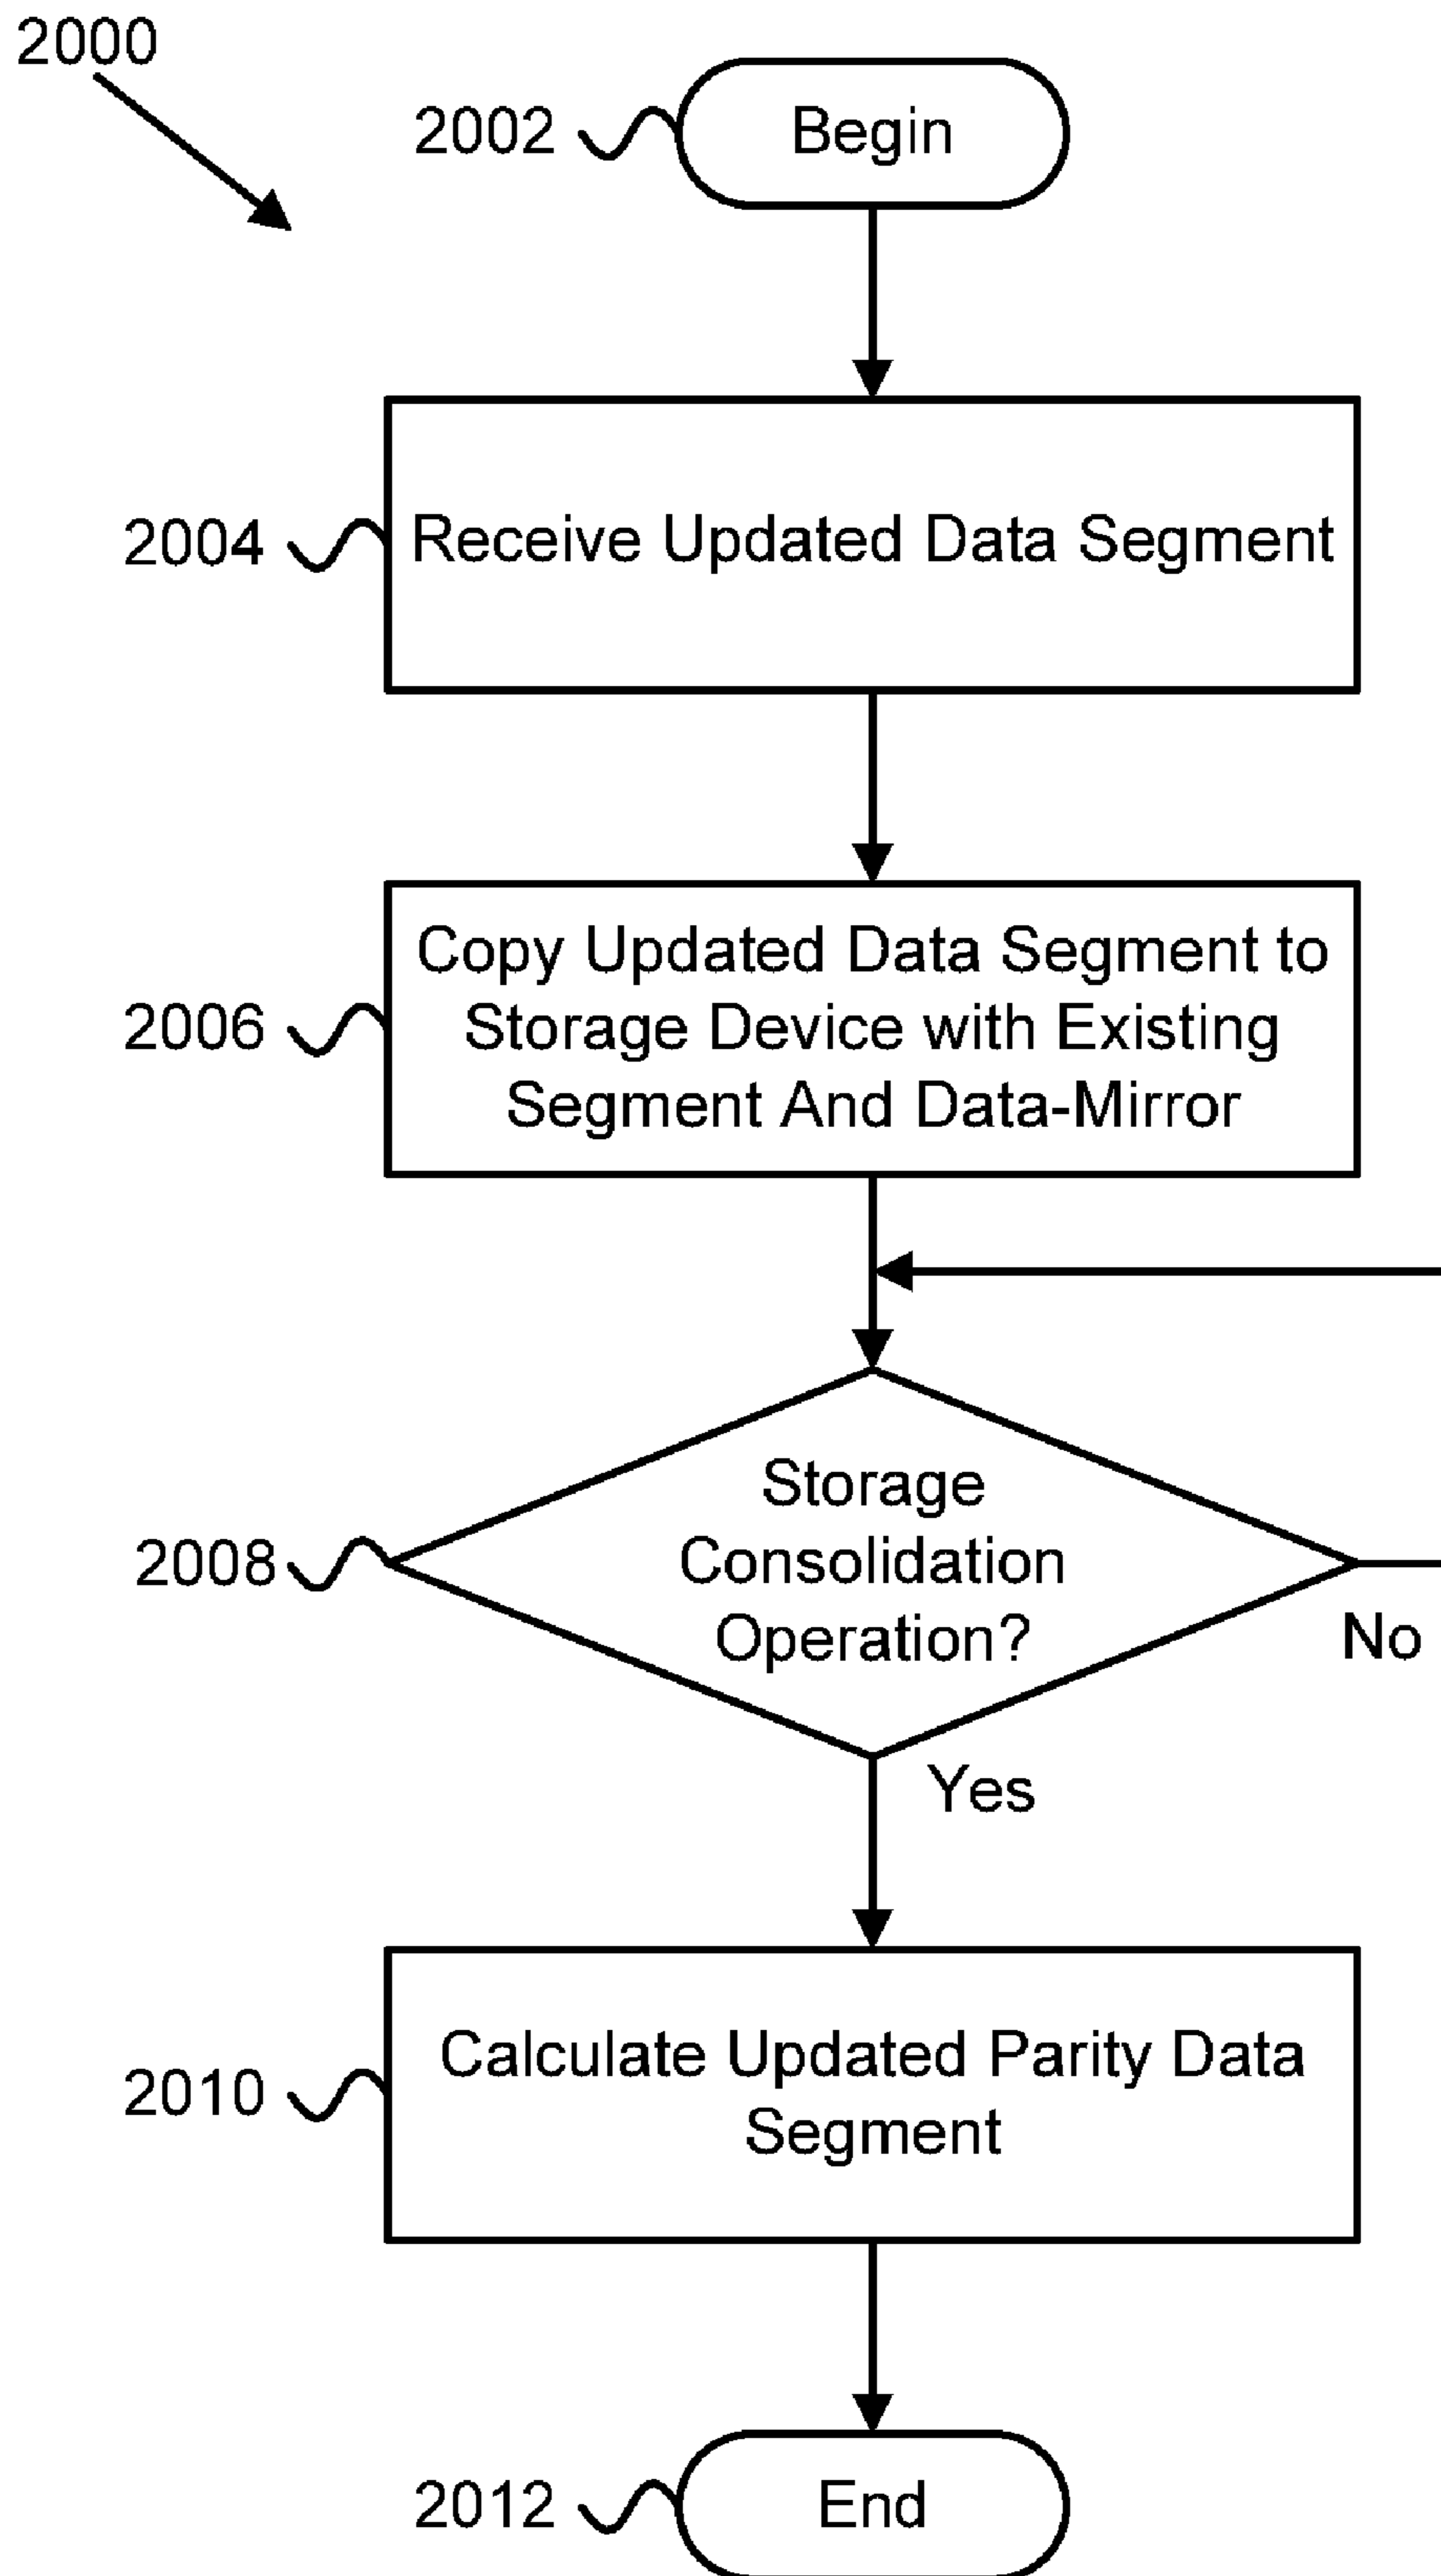 2000
2002
Begin
2004
Receive Updated Data Segment
2006
Copy Updated Data Segment to
Storage Device with Existing
Segment And Data-Mirror
2008
Storage
Consolidation
Operation?
No
Yes
2010
Calculate Updated Parity Data
Segment
2012
End